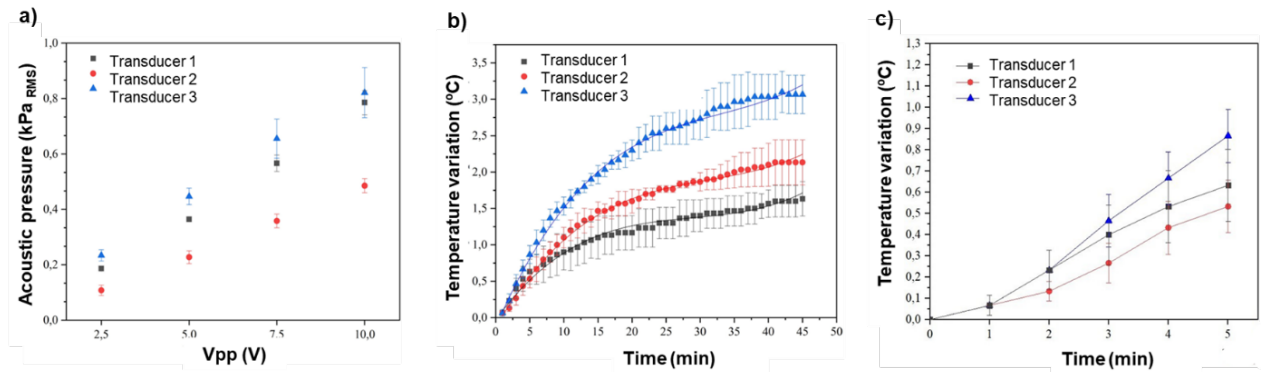 a)
Acoustic pressure (kPa RMS)
1,0
0,8
0,6
0,4
0,2
0,0
Transducer 1
Transducer 2
Transducer 3
2,5
5.0
7.5
10,0
Vpp (V)
b)
Temperature variation (ºC)
3,5
3,0
2,5
2,0
1,5
1,0
0,5
0,0
Transducer 1
Transducer 2
Transducer 3
0 5 10 15 20 25 30 35 40 45 50
Time (min)
c)
Temperature variation (ºC)
1,3
1,2
1,1
1,0
0,9
0,8
0,7
0,6
0,5
0,4
0,3
0,2
0,1
0,0
Transducer 1
Transducer 2
Transducer 3
0 1 2 3 4 5
Time (min)